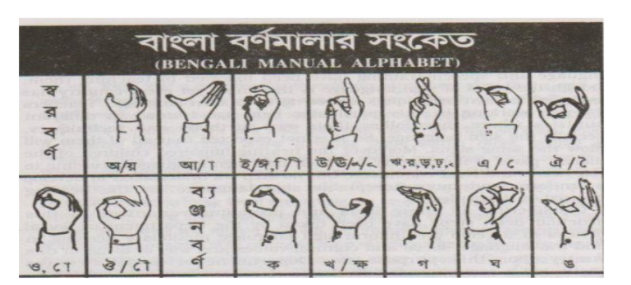 বাংলা বর্ণমালার সংকেত
(BENGALI MANUAL ALPHABET)
স্বরবর্ণ
অ/য়
আ/া
ই/ঈ,ি/ী
উ/ঊ/ু/ূ
এ / ে
ঐ / ৈ
ও, ো
ঔ / ৌ
ব্যঞ্জনবর্ণ
ক
খ / ক্ষ
গ
ঘ
ঙ